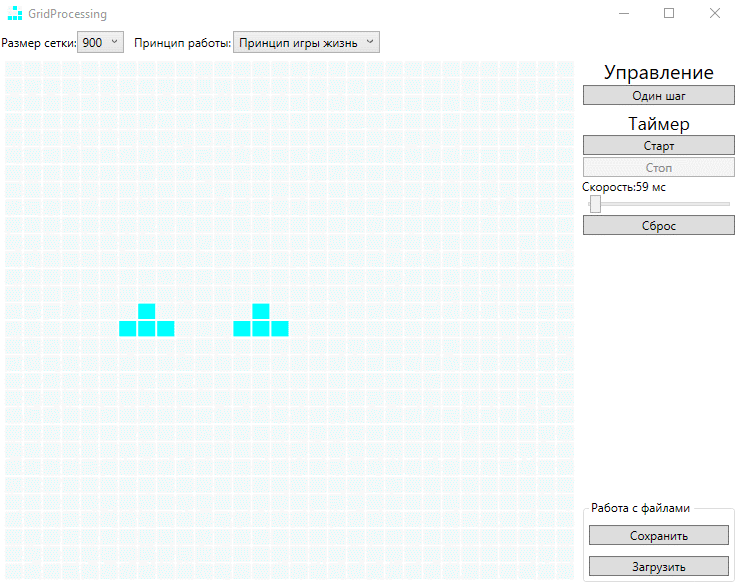 GridProcessing
Размер сетки: 900 Принцип работы: Принцип игры жизнь
Управление
Один шаг
Таймер
Старт
Стоп
Скорость:59 мс
Сброс
Работа с файлами
Сохранить
Загрузить